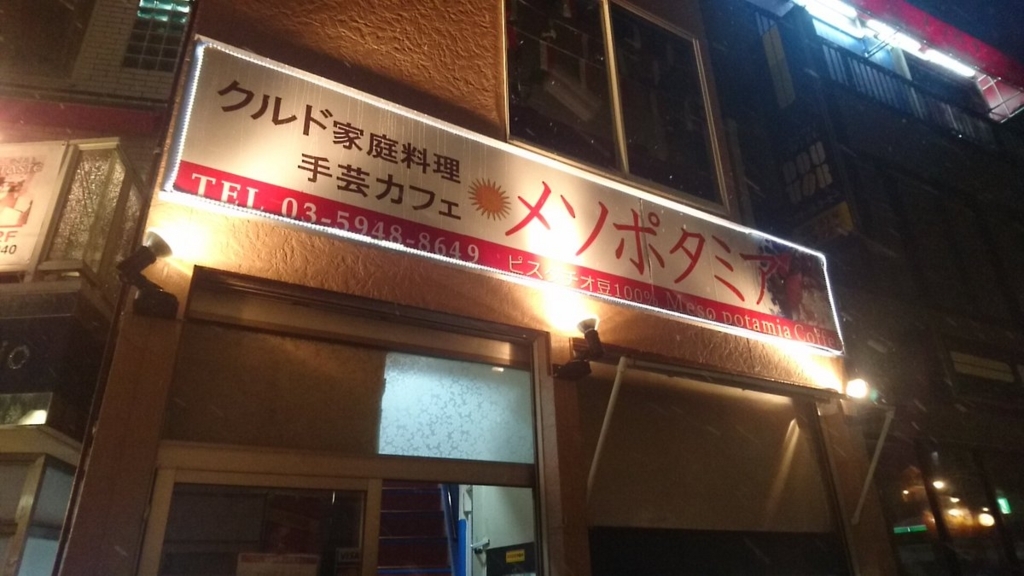 クルド家庭料理
手芸カフェ
メソポタミア
TEL 03-5948-8649
ピスタチオ豆100% Meso potamia